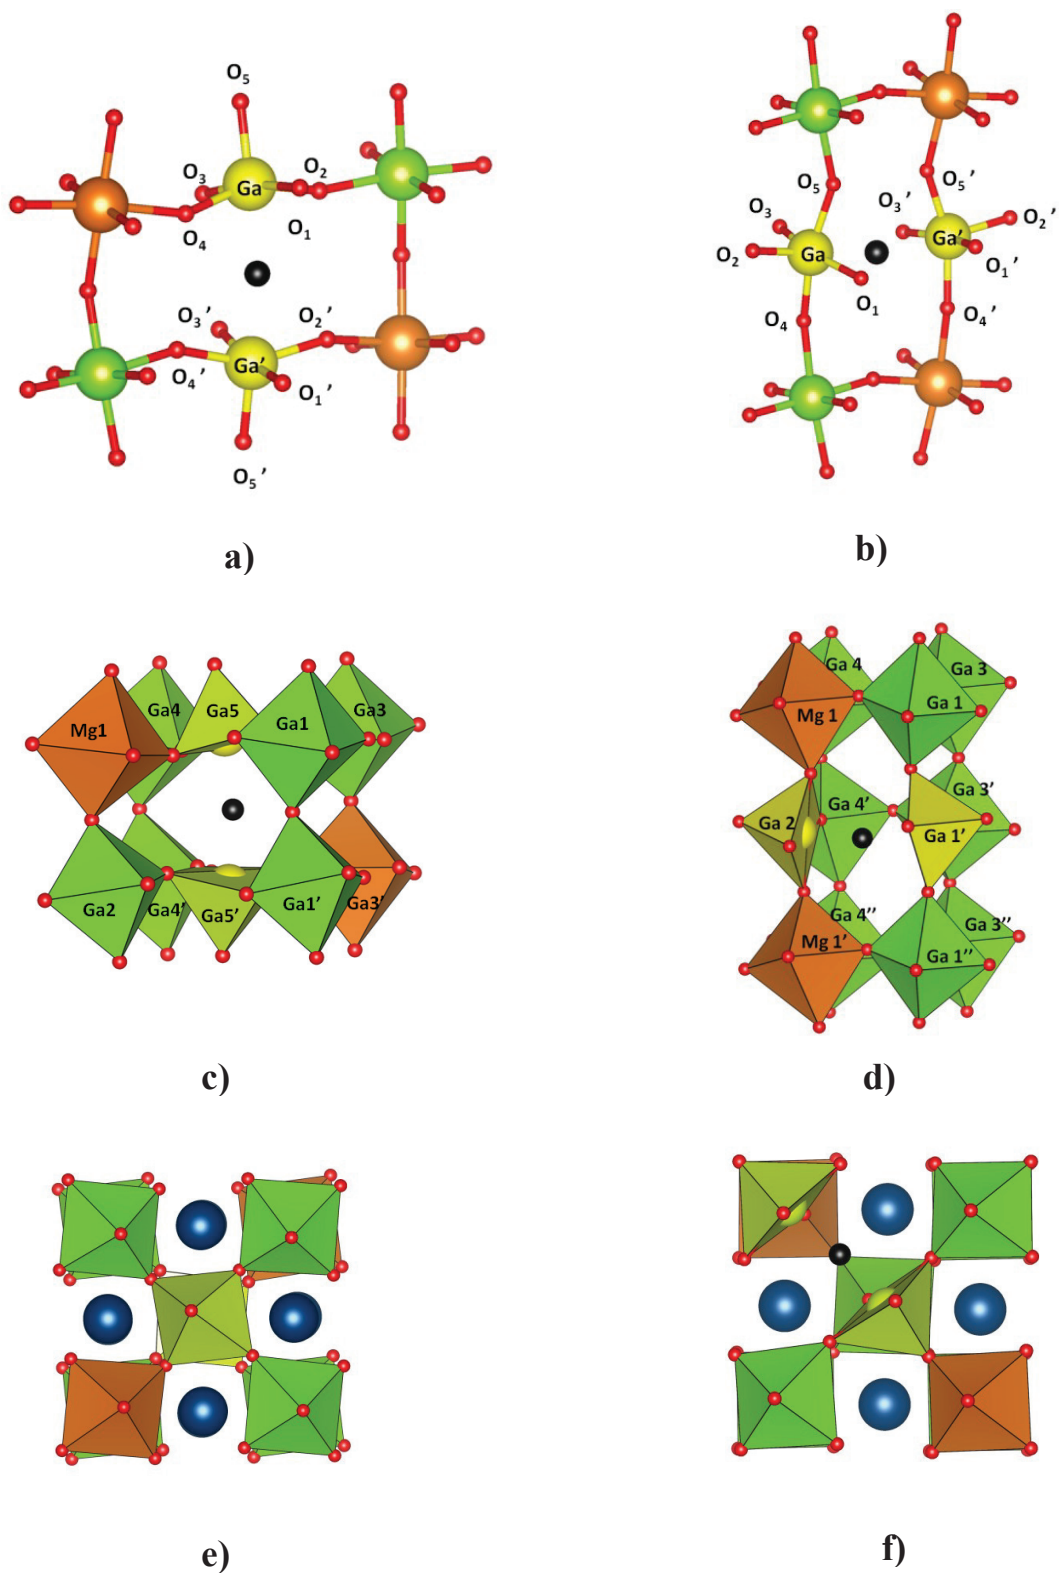 O5
O3
Ga
O2
O4
O1
O3’
O2’
Ga’
O4’
O1’
O5’
a)
O5
O5’
O3
O3’
O2’
O2
Ga
Ga’
O1
O1’
O4
O4’
b)
Mg1
Ga4
Ga5
Ga1
Ga3
Ga2
Ga4’
Ga5’
Ga1’
Ga3’
c)
Ga 4
Ga 3
Mg 1
Ga 1
Ga 3’
Ga 4’
Ga 2
Ga 1’
Ga 4’’
Ga 3’’
Mg 1’
Ga 1’’
d)
e)
f)